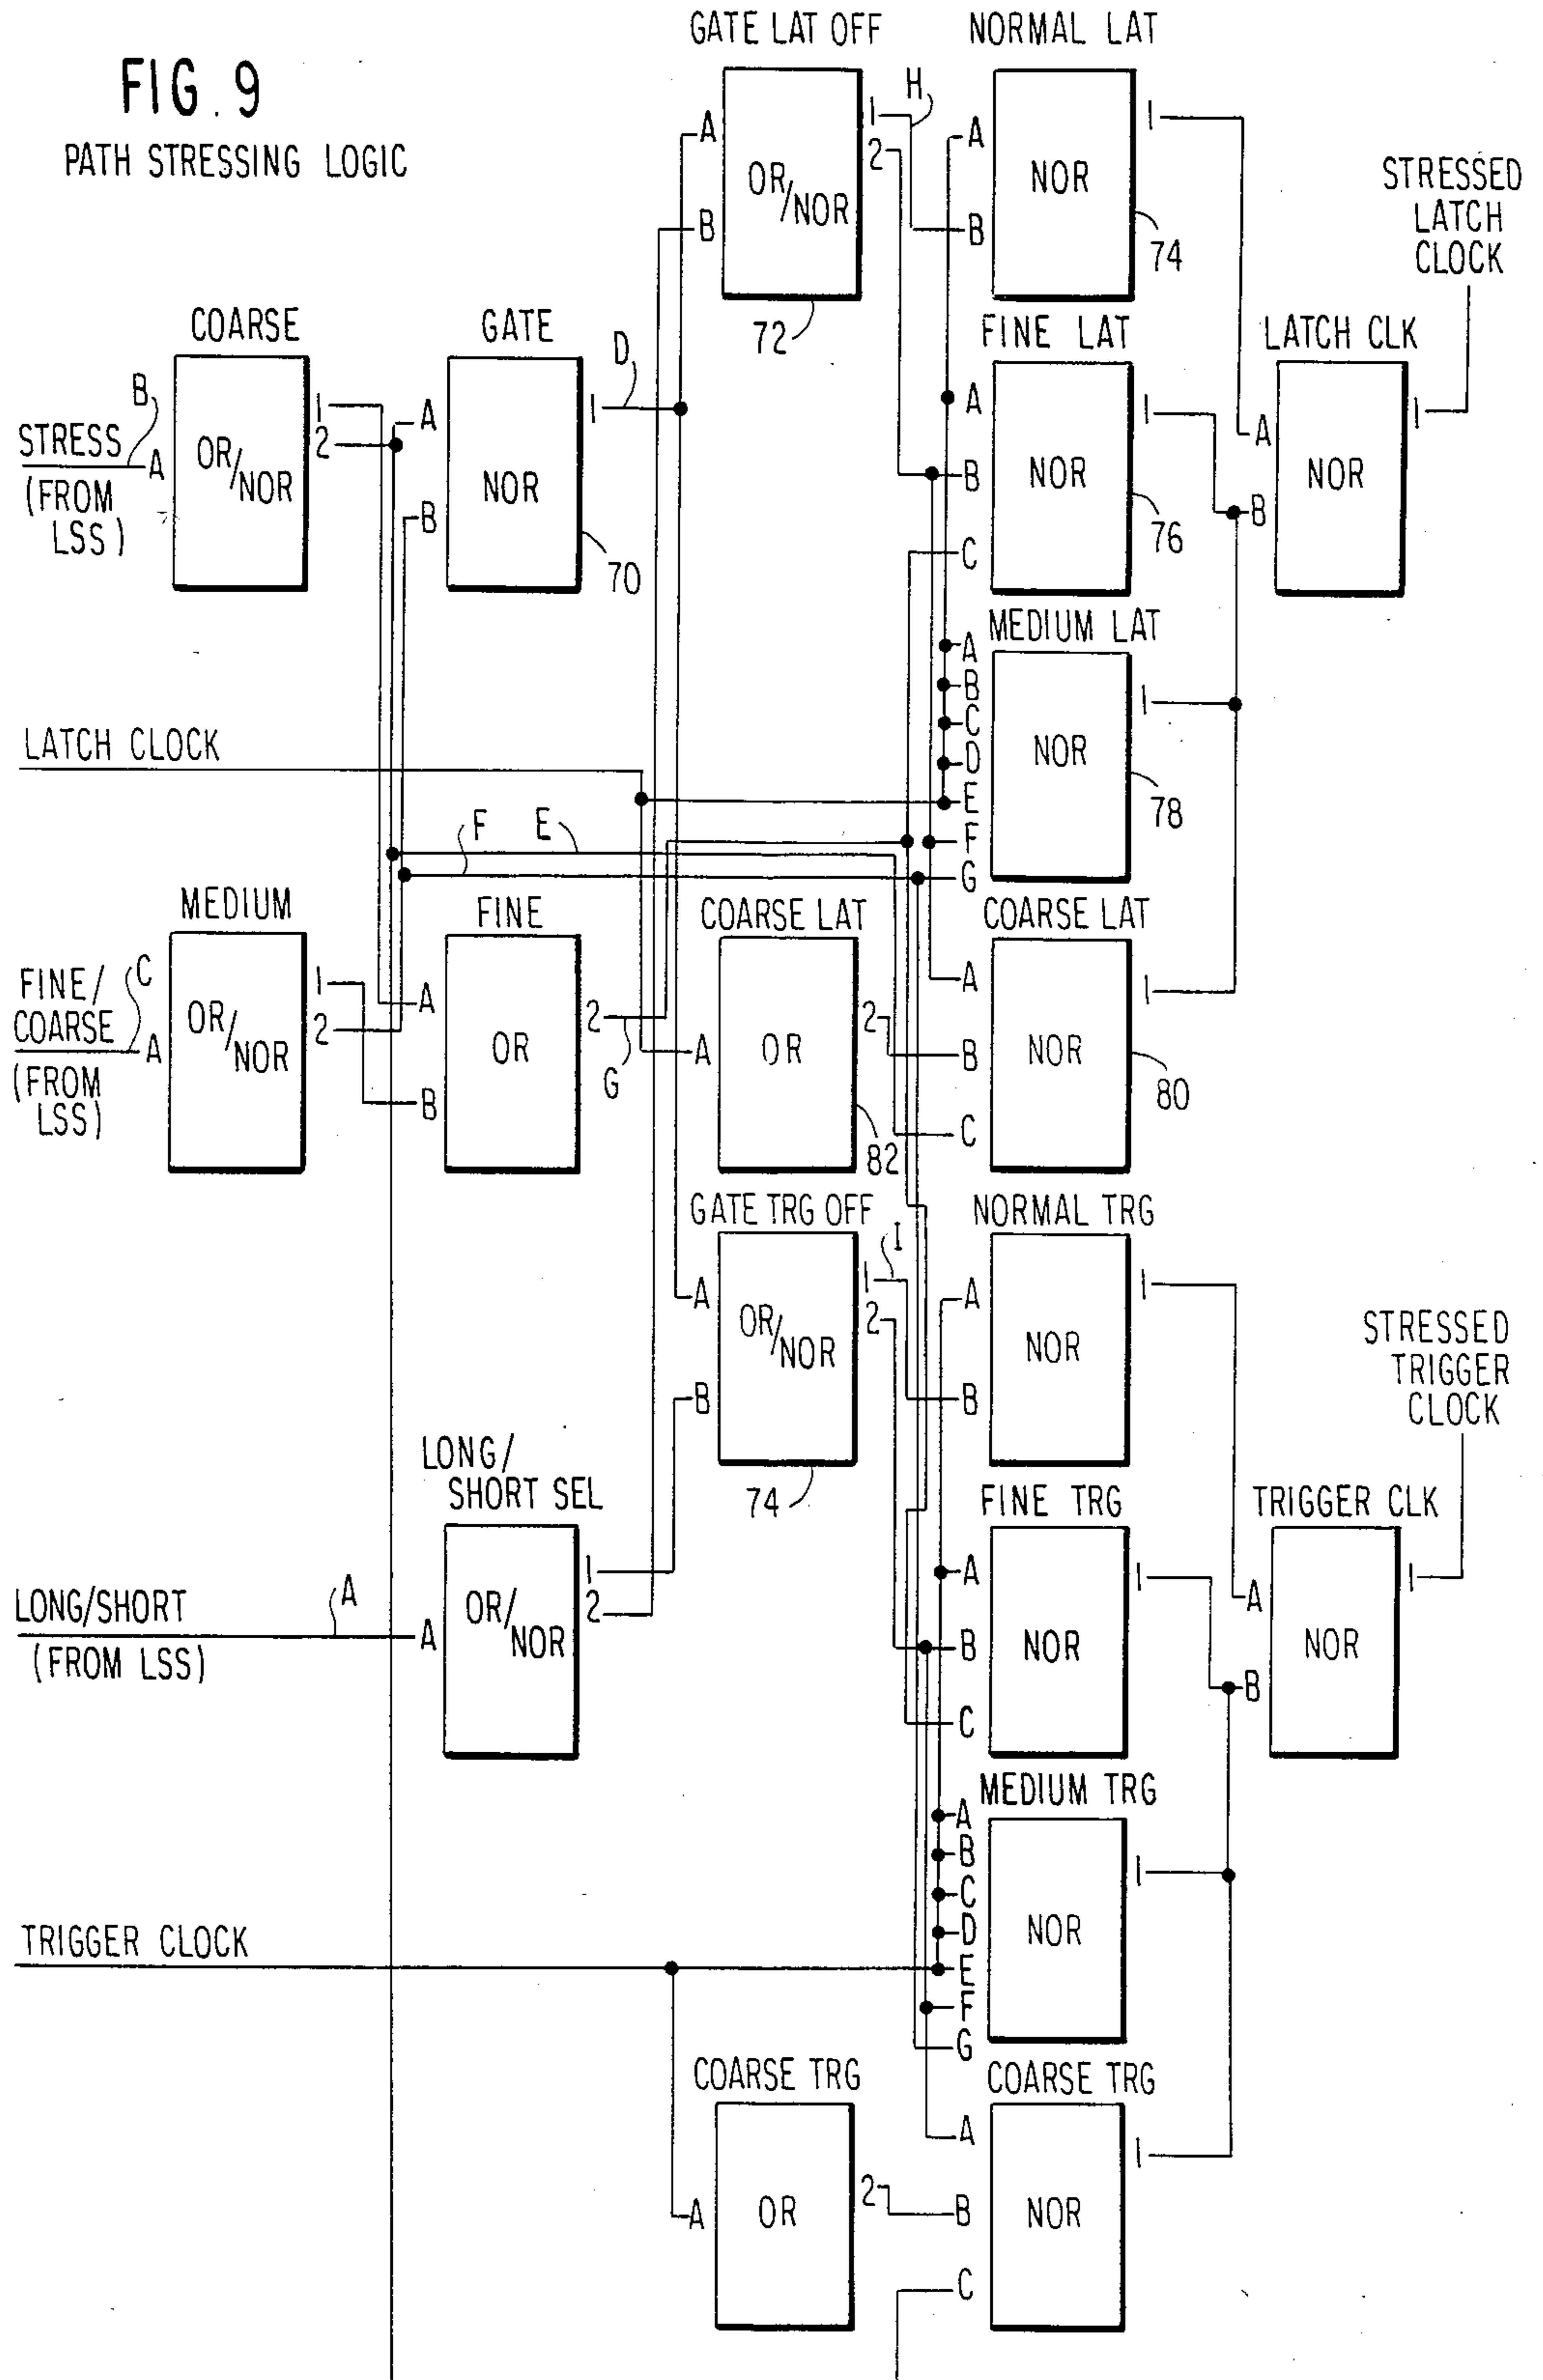 FIG. 9
PATH STRESSING LOGIC
GATE LAT OFF
A
B
OR/NOR
1
2
72
H
NORMAL LAT
A
B
NOR
1
74
STRESSED
LATCH
CLOCK
COARSE
STRESS
(FROM
LSS)
B
A
OR/NOR
1
2
GATE
A
B
NOR
1
70
D
FINE LAT
A
B
C
NOR
1
76
LATCH CLK
A
B
NOR
1
LATCH CLOCK
MEDIUM LAT
A
B
C
D
E
F
G
NOR
1
78
F
E
MEDIUM
FINE/
COARSE
(FROM
LSS)
C
A
OR/NOR
1
2
FINE
A
B
OR
2
G
COARSE LAT
A
OR
2
82
COARSE LAT
A
B
C
NOR
1
80
GATE TRG OFF
A
B
OR/NOR
1
2
74
I
NORMAL TRG
A
B
NOR
1
STRESSED
TRIGGER
CLOCK
LONG/
SHORT SEL
LONG/SHORT
(FROM LSS)
A
A
OR/NOR
1
2
FINE TRG
A
B
C
NOR
1
TRIGGER CLK
A
B
NOR
1
MEDIUM TRG
A
B
C
D
E
F
G
NOR
1
TRIGGER CLOCK
COARSE TRG
A
OR
2
COARSE TRG
A
B
C
NOR
1